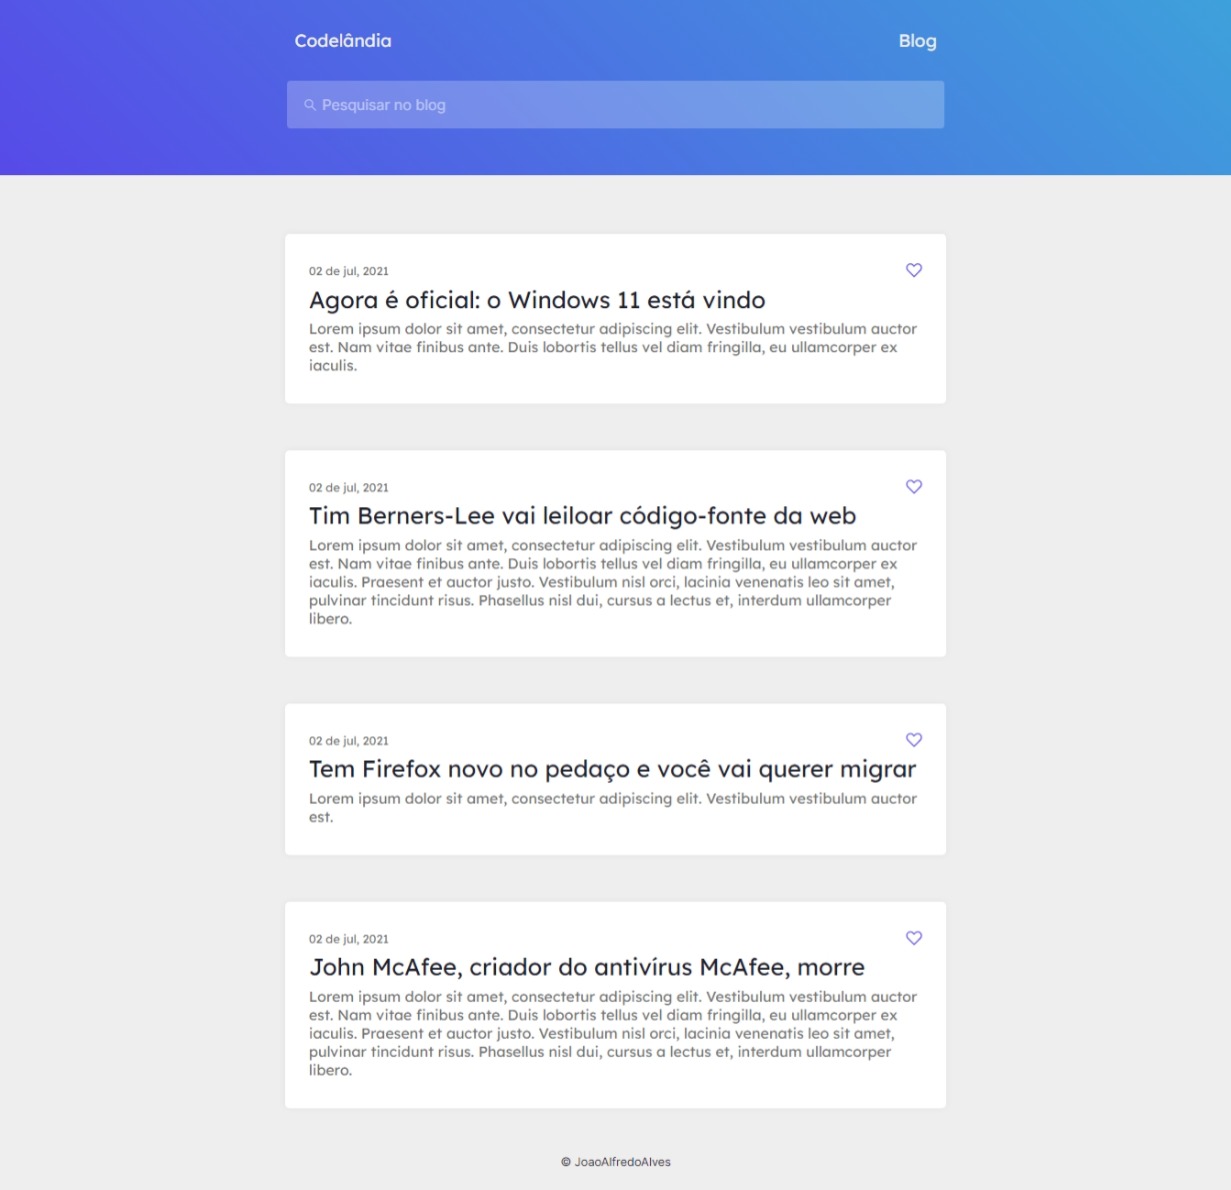 Codelândia
Blog
Pesquisar no blog
02 de jul, 2021
Agora é oficial: o Windows 11 está vindo
Lorem ipsum dolor sit amet, consectetur adipiscing elit. Vestibulum vestibulum auctor
est. Nam vitae finibus ante. Duis lobortis tellus vel diam fringilla, eu ullamcorper ex
iaculis.
02 de jul, 2021
Tim Berners-Lee vai leiloar código-fonte da web
Lorem ipsum dolor sit amet, consectetur adipiscing elit. Vestibulum vestibulum auctor
est. Nam vitae finibus ante. Duis lobortis tellus vel diam fringilla, eu ullamcorper ex
iaculis. Praesent et auctor justo. Vestibulum nisl orci, lacinia venenatis leo sit amet,
pulvinar tincidunt risus. Phasellus nisl dui, cursus a lectus et, interdum ullamcorper
libero.
02 de jul, 2021
Tem Firefox novo no pedaço e você vai querer migrar
Lorem ipsum dolor sit amet, consectetur adipiscing elit. Vestibulum vestibulum auctor
est.
02 de jul, 2021
John McAfee, criador do antivírus McAfee, morre
Lorem ipsum dolor sit amet, consectetur adipiscing elit. Vestibulum vestibulum auctor
est. Nam vitae finibus ante. Duis lobortis tellus vel diam fringilla, eu ullamcorper ex
iaculis. Praesent et auctor justo. Vestibulum nisl orci, lacinia venenatis leo sit amet,
pulvinar tincidunt risus. Phasellus nisl dui, cursus a lectus et, interdum ullamcorper
libero.
© JoaoAlfredoAlves